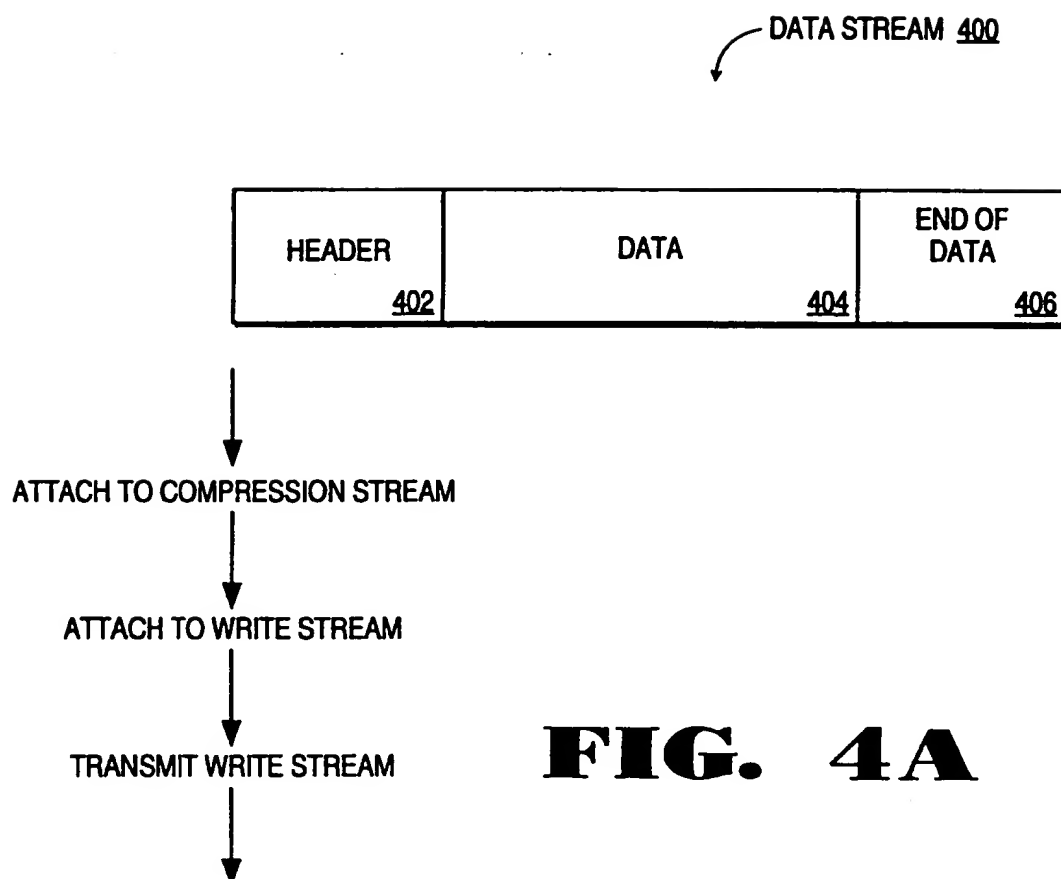 DATA STREAM 400
HEADER
402
DATA
404
END OF
DATA
406
ATTACH TO COMPRESSION STREAM
ATTACH TO WRITE STREAM
TRANSMIT WRITE STREAM
FIG. 4A